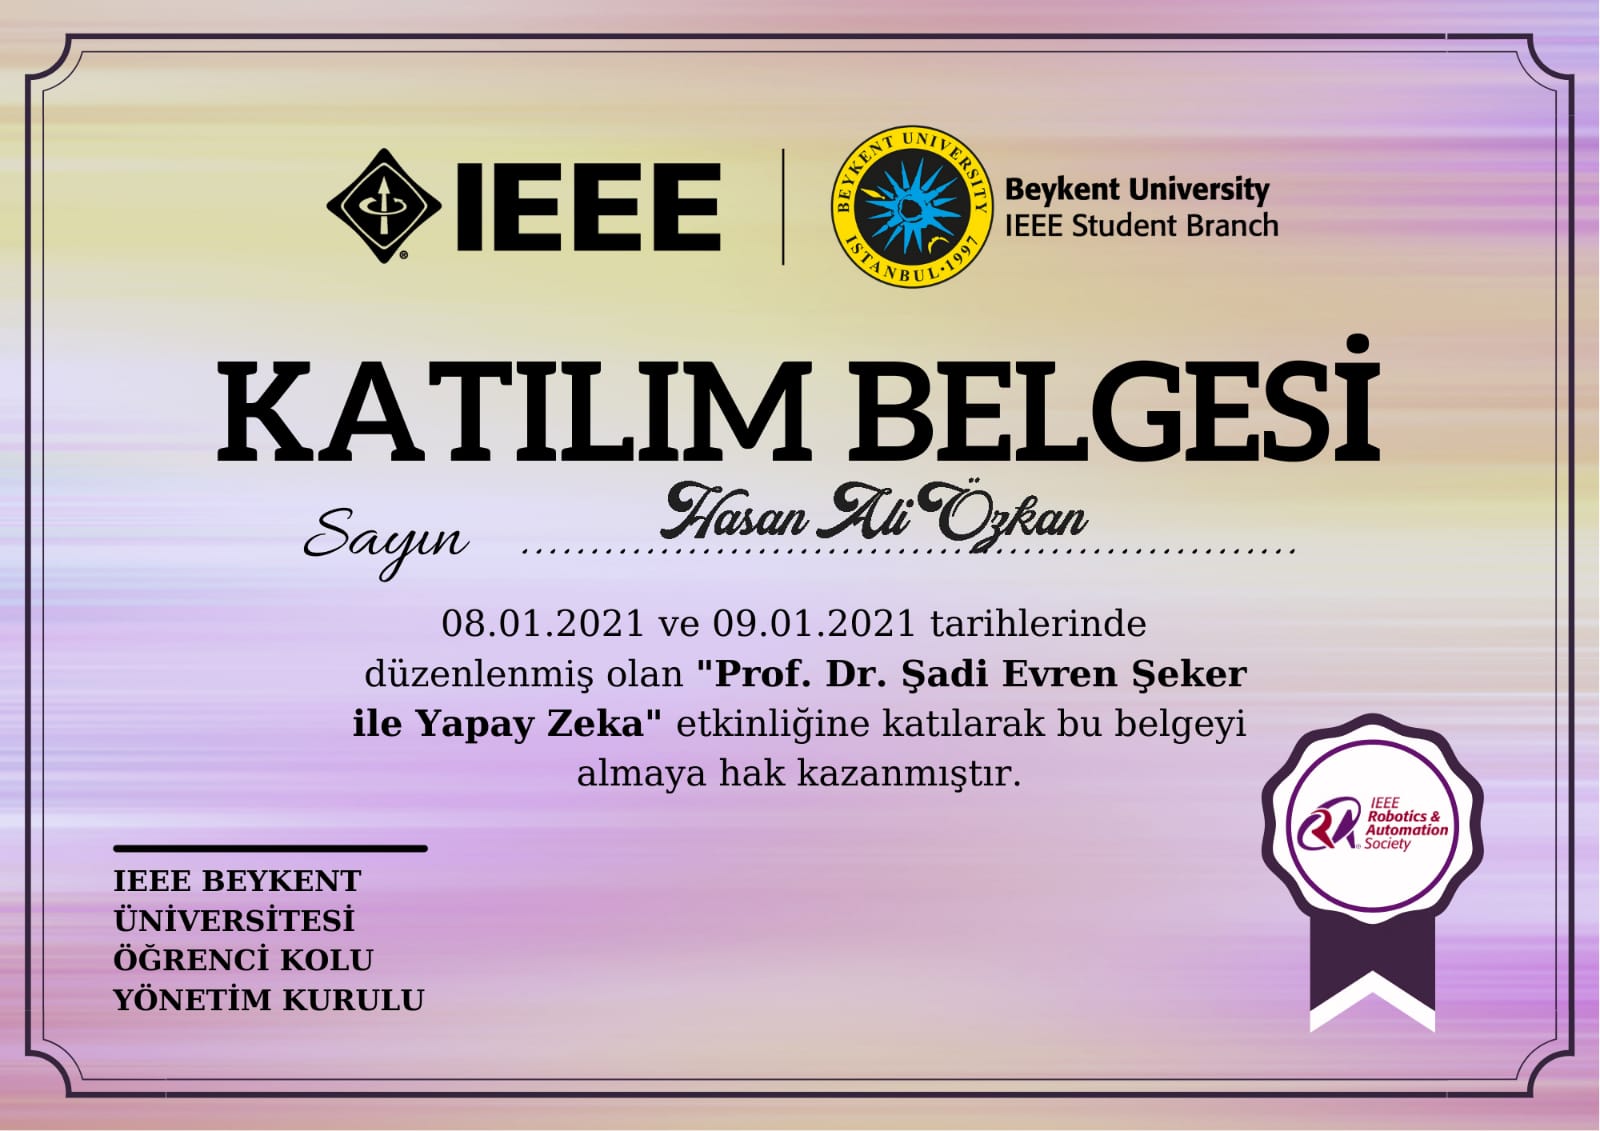 IEEE
BEYKENT UNIVERSITY
ISTANBUL·1997
Beykent University
IEEE Student Branch
KATILIM BELGESİ
Sayın Hasan Ali Özkan
08.01.2021 ve 09.01.2021 tarihlerinde
düzenlenmiş olan "Prof. Dr. Şadi Evren Şeker
ile Yapay Zeka" etkinliğine katılarak bu belgeyi
almaya hak kazanmıştır.
IEEE BEYKENT
ÜNİVERSİTESİ
ÖĞRENCİ KOLU
YÖNETİM KURULU
IEEE
Robotics &
Automation
Society